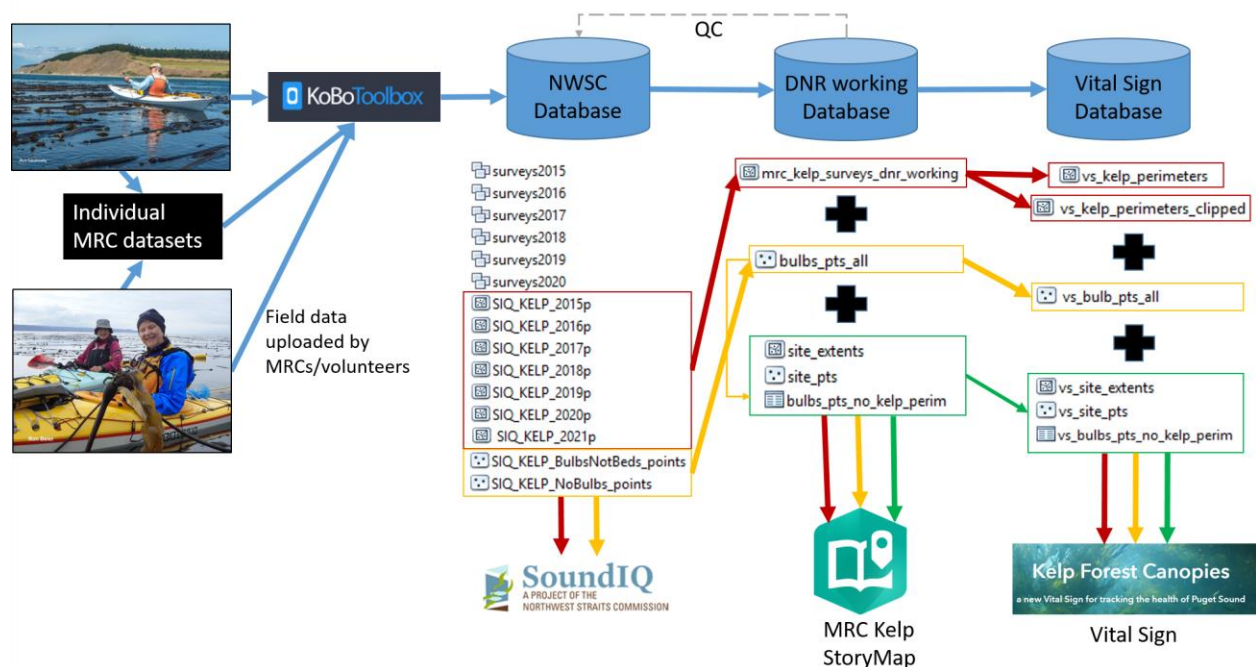 QC
KoBoToolbox
NWSC
Database
DNR working
Database
Vital Sign
Database
Individual
MRC datasets
Field data
uploaded by
MRCs/volunteers
surveys2015
surveys2016
surveys2017
surveys2018
surveys2019
surveys2020
SIQ_KELP_2015p
SIQ_KELP_2016p
SIQ_KELP_2017p
SIQ_KELP_2018p
SIQ_KELP_2019p
SIQ_KELP_2020p
SIQ_KELP_2021p
SIQ_KELP_BulbsNotBeds_points
SIQ_KELP_NoBulbs_points
SoundIQ
A PROJECT OF THE
NORTHWEST STRAITS COMMISSION
mrc_kelp_surveys_dnr_working
bulbs_pts_all
site_extents
site_pts
bulbs_pts_no_kelp_perim
MRC Kelp
StoryMap
vs_kelp_perimeters
vs_kelp_perimeters_clipped
vs_bulb_pts_all
vs_site_extents
vs_site_pts
vs_bulbs_pts_no_kelp_perim
Kelp Forest Canopies
a new Vital Sign for tracking the health of Puget Sound
Vital Sign